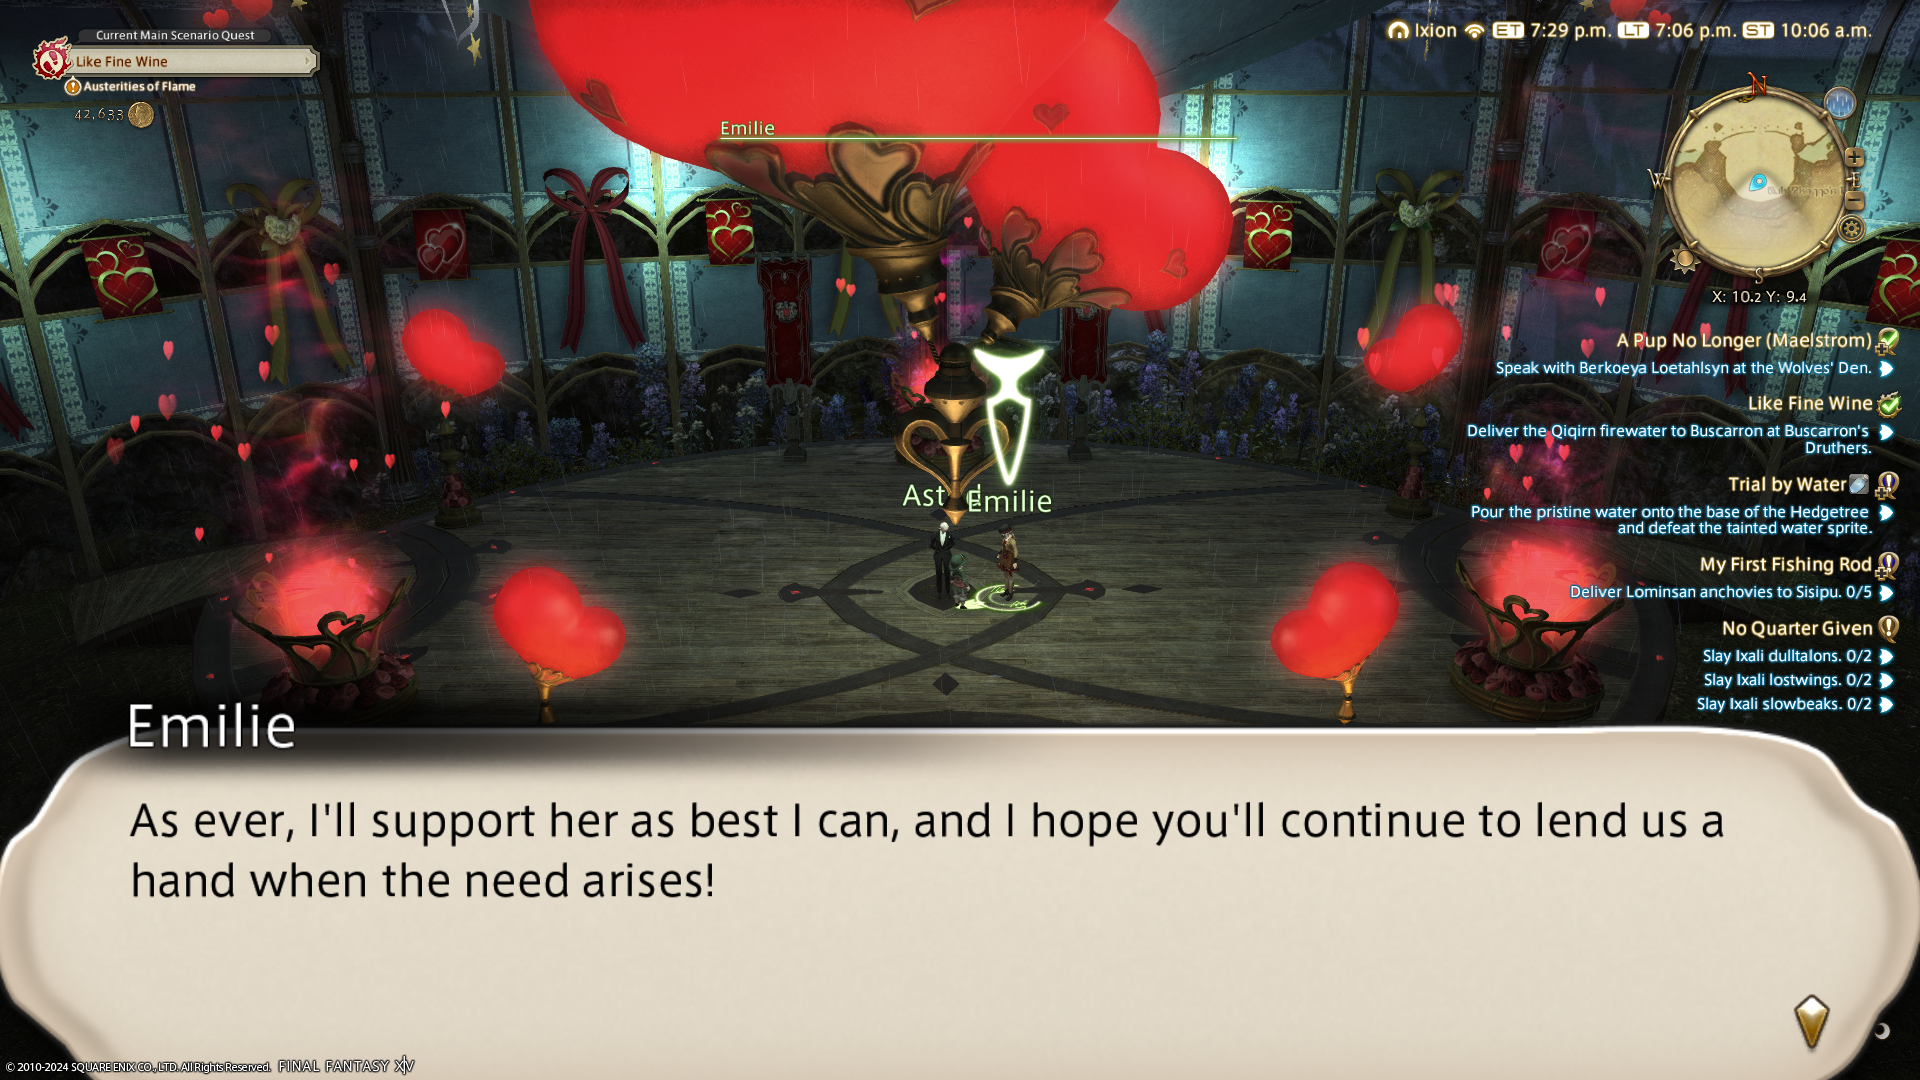 Current Main Scenario Quest
Like Fine Wine
Austerities of Flame
42,633
Ixion ET 7:29 p.m. LT 7:06 p.m. ST 10:06 a.m.
N
W
E
S
X: 10.2 Y: 9.4
A Pup No Longer (Maelstrom)
Speak with Berkoeya Loetahlsyn at the Wolves' Den.
Like Fine Wine
Deliver the Qiqirn firewater to Buscarron at Buscarron's
Druthers.
Trial by Water
Pour the pristine water onto the base of the Hedgetree
and defeat the tainted water sprite.
My First Fishing Rod
Deliver Lominsan anchovies to Sisipu. 0/5
No Quarter Given
Slay Ixali dulltalons. 0/2
Slay Ixali lostwings. 0/2
Slay Ixali slowbeaks. 0/2
Emilie
Ast
Emilie
Emilie
As ever, I'll support her as best I can, and I hope you'll continue to lend us a
hand when the need arises!
© 2010-2024 SQUARE ENIX CO., LTD. All Rights Reserved. FINAL FANTASY XIV